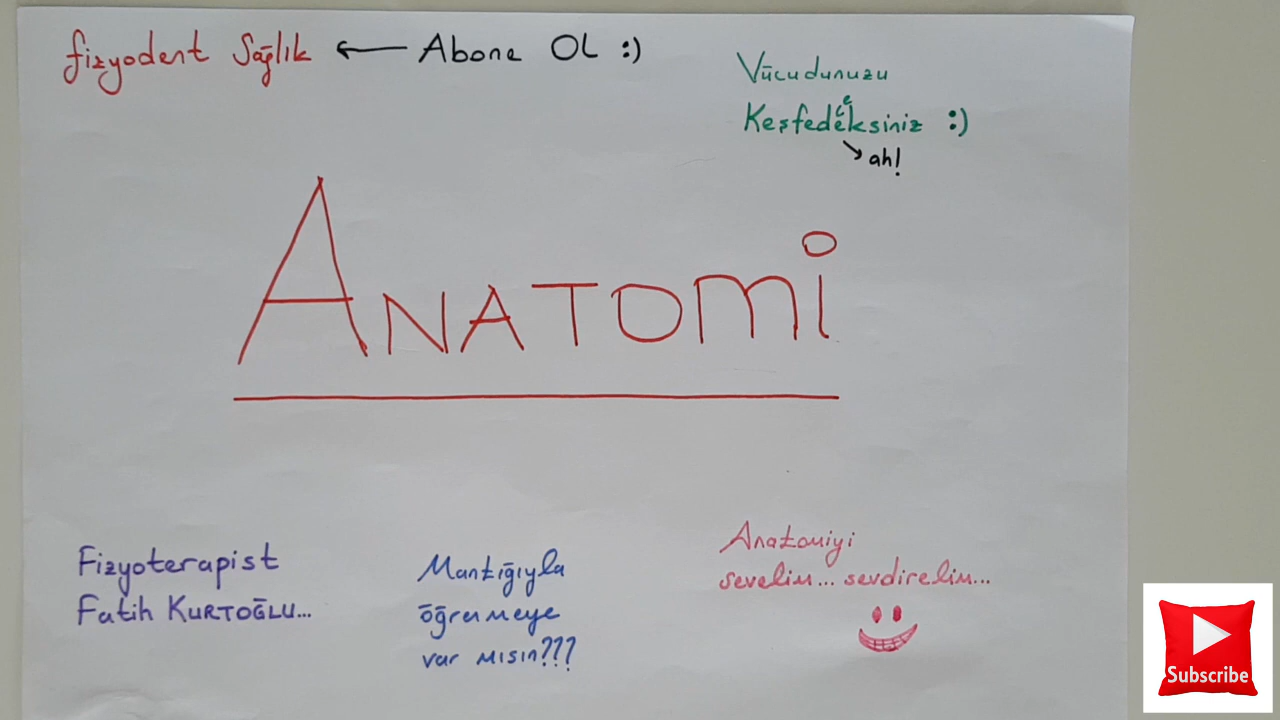 fizyodent Sağlık ← Abone OL :)
Vücudunuzu
Keşfedeceksiniz :)
ah!
ANATOMİ
Fizyoterapist
Fatih KURTOĞLU...
Mantığıyla
öğrenmeye
var mısın???
Anatomiyi
sevelim... sevdirelim...
Subscribe